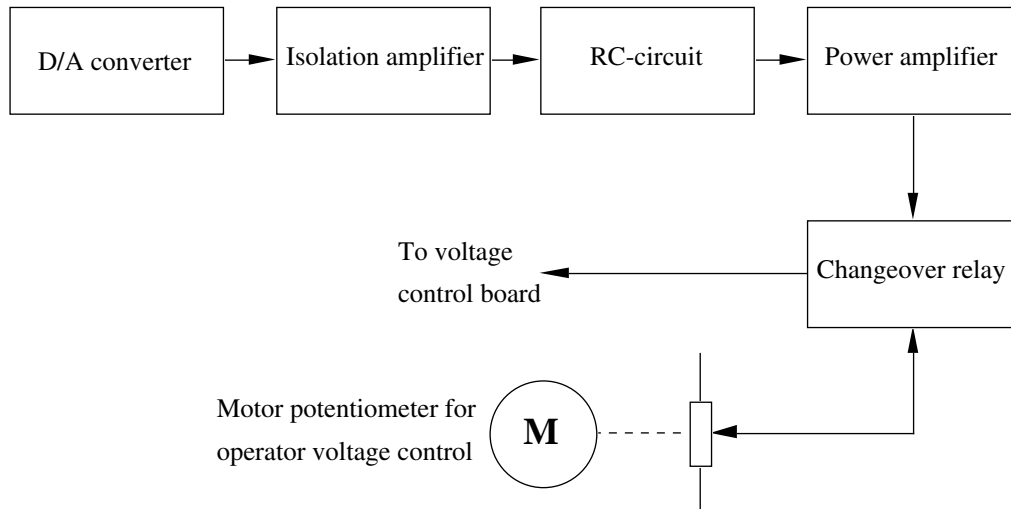 D/A converter
Isolation amplifier
RC-circuit
Power amplifier
To voltage
control board
Changeover relay
Motor potentiometer for
operator voltage control
M